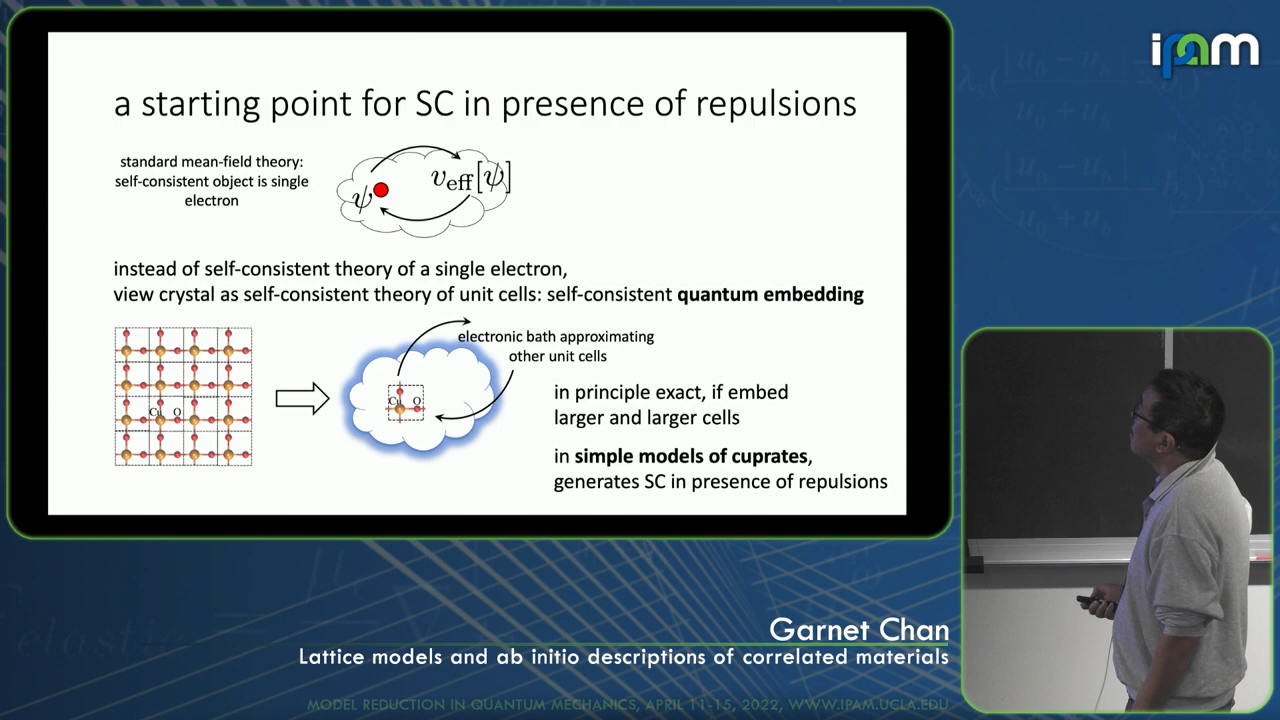 ipam
a starting point for SC in presence of repulsions
standard mean-field theory:
self-consistent object is single
electron
ψ
v_eff[ψ]
instead of self-consistent theory of a single electron,
view crystal as self-consistent theory of unit cells: self-consistent quantum embedding
electronic bath approximating
other unit cells
Cu O
Cu O
in principle exact, if embed
larger and larger cells
in simple models of cuprates,
generates SC in presence of repulsions
Garnet Chan
Lattice models and ab initio descriptions of correlated materials
MODEL REDUCTION IN QUANTUM MECHANICS, APRIL 11-15, 2022, WWW.IPAM.UCLA.EDU
elastic